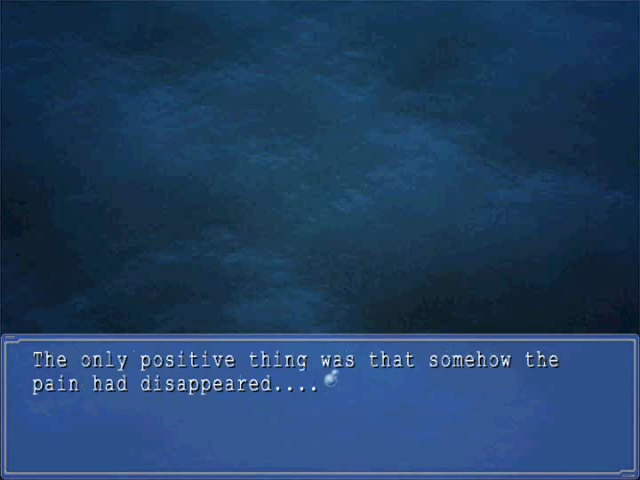 The only positive thing was that somehow the
pain had disappeared....